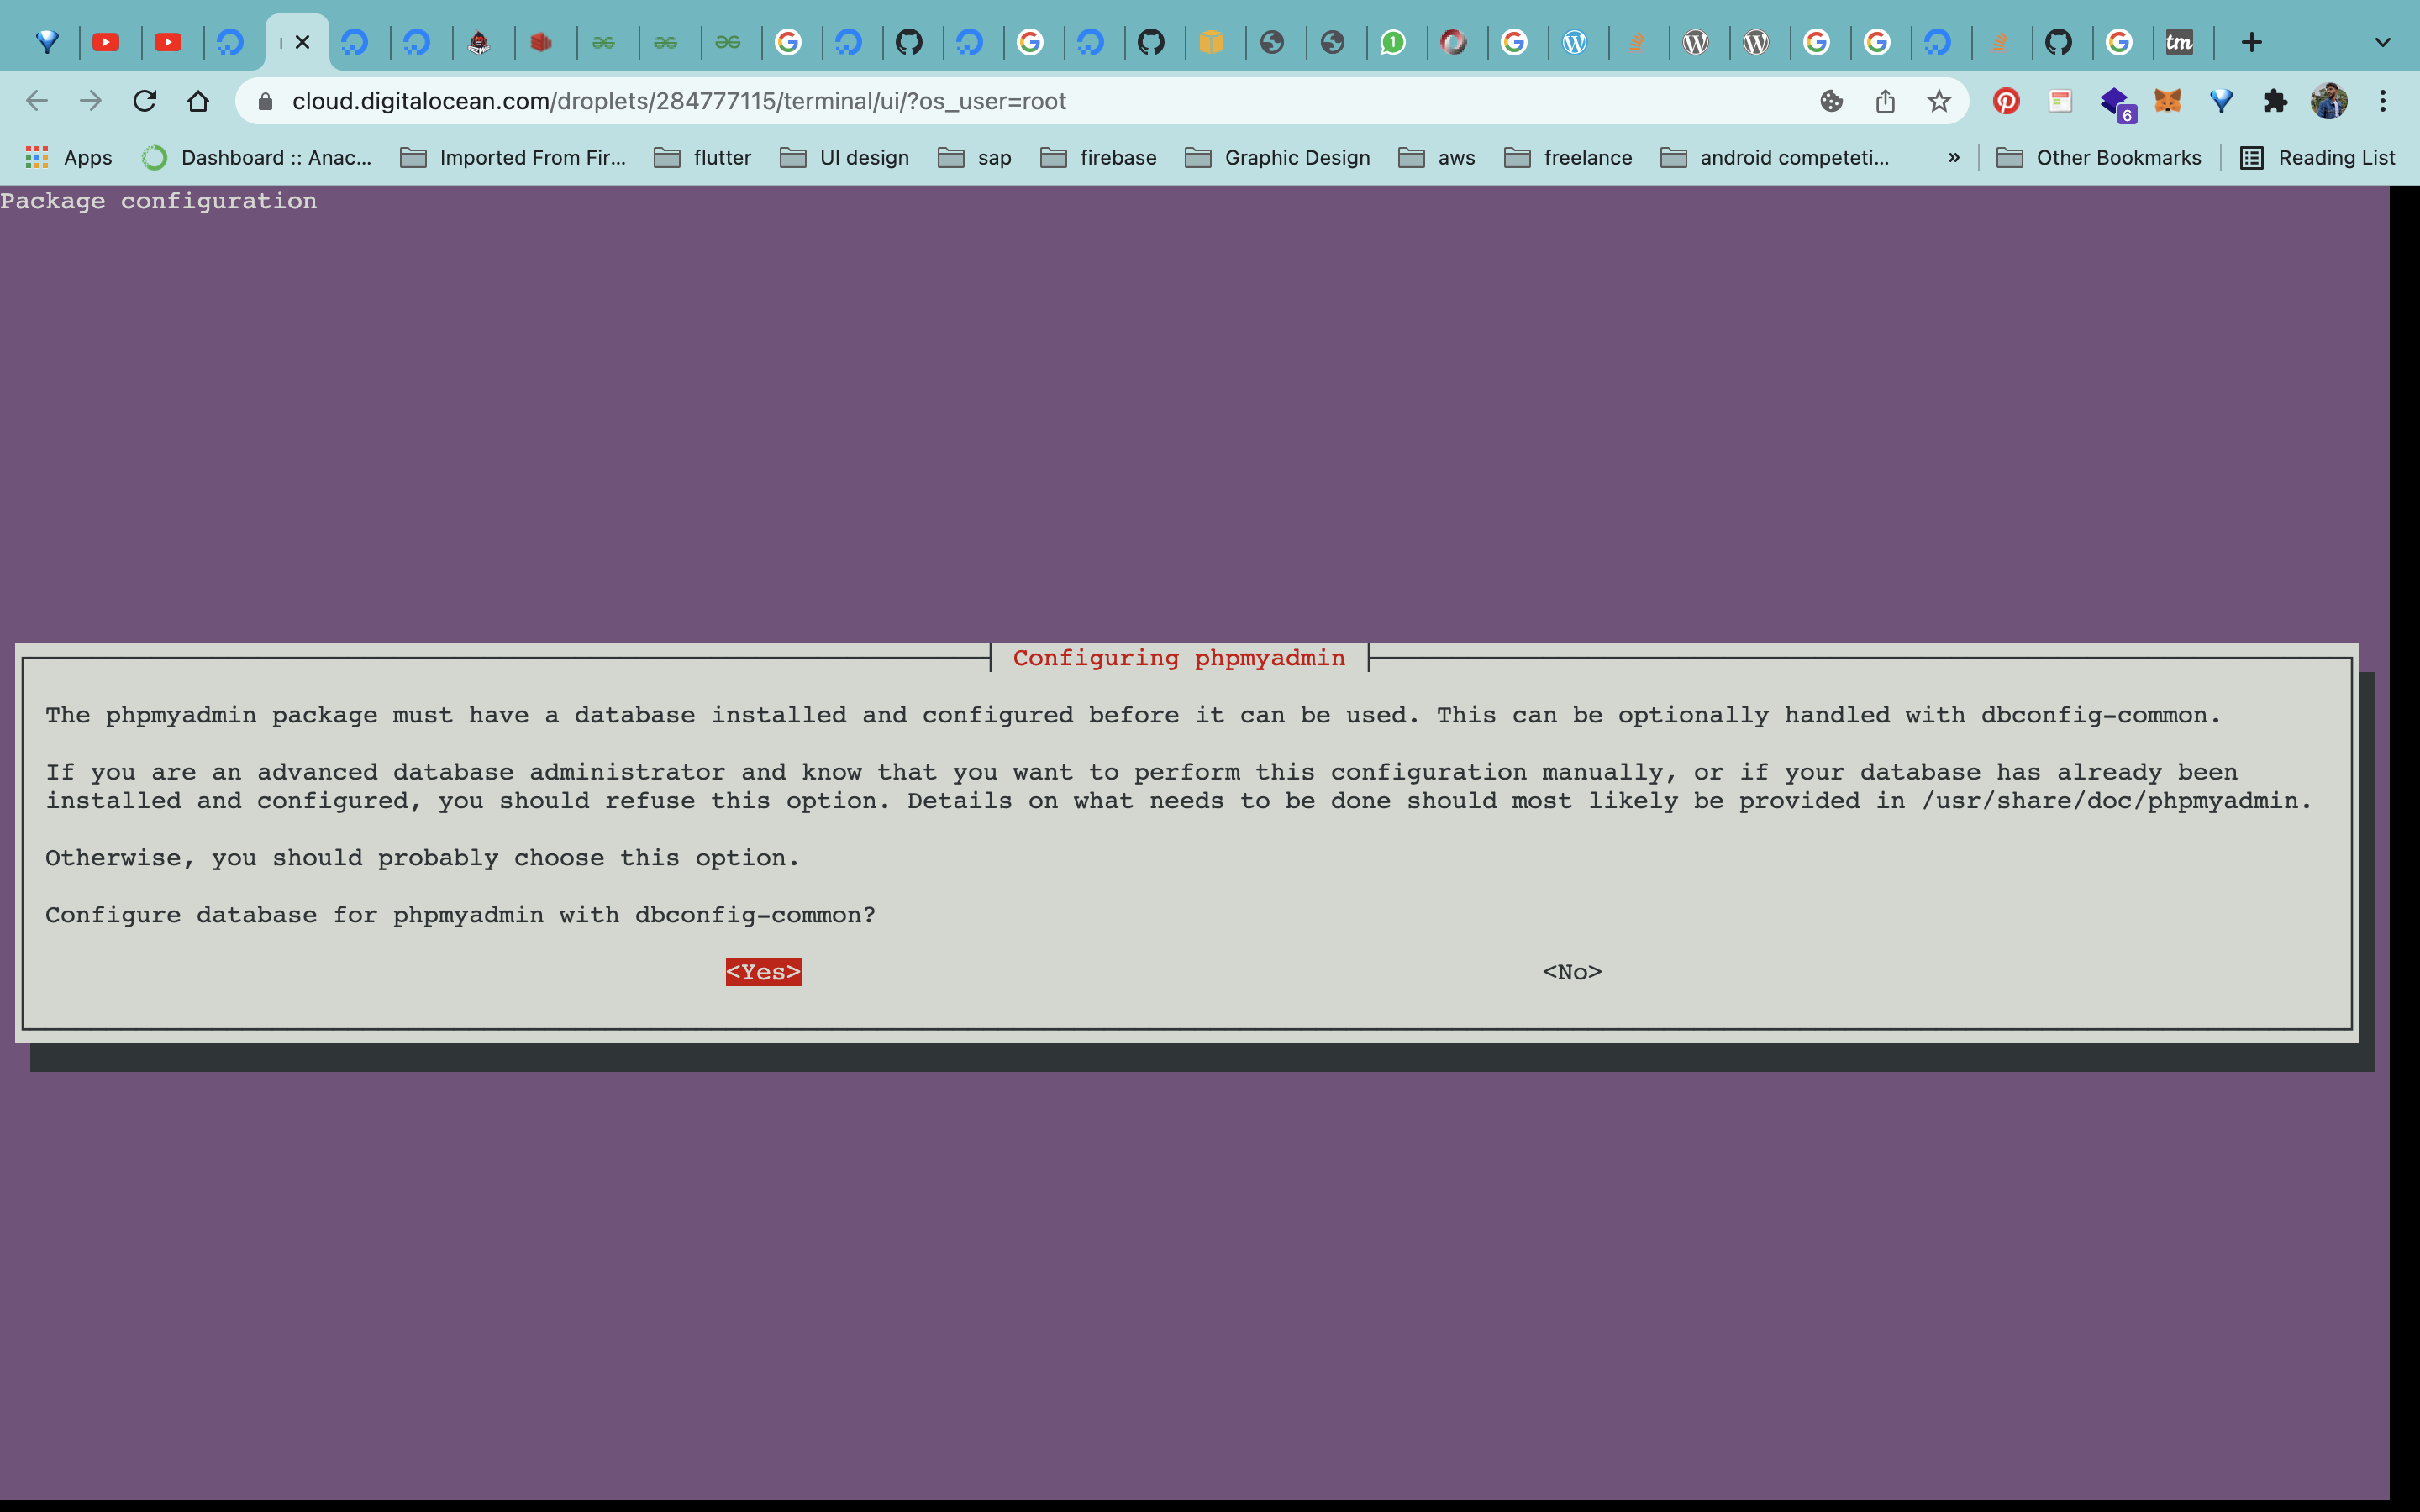 cloud.digitalocean.com/droplets/284777115/terminal/ui/?os_user=root
6
1
tm
Apps
Dashboard :: Anac...
Imported From Fir...
flutter
UI design
sap
firebase
Graphic Design
aws
freelance
android competeti...
»
Other Bookmarks
Reading List
Package configuration
Configuring phpmyadmin
The phpmyadmin package must have a database installed and configured before it can be used. This can be optionally handled with dbconfig-common.
If you are an advanced database administrator and know that you want to perform this configuration manually, or if your database has already been
installed and configured, you should refuse this option. Details on what needs to be done should most likely be provided in /usr/share/doc/phpmyadmin.
Otherwise, you should probably choose this option.
Configure database for phpmyadmin with dbconfig-common?
<Yes>
<No>